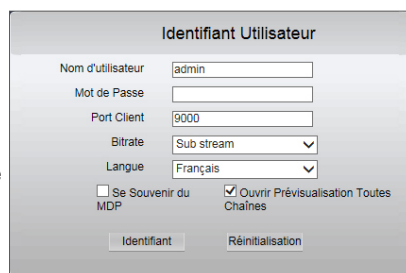 Identifiant Utilisateur
Nom d'utilisateur admin
Mot de Passe
Port Client 9000
Bitrate Sub stream
Langue Français
Se Souvenir du MDP
Ouvrir Prévisualisation Toutes Chaînes
Identifiant Réinitialisation